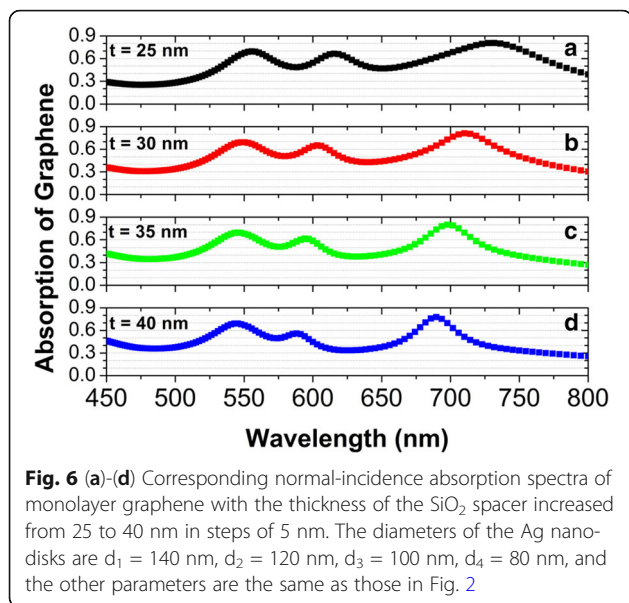 Absorption of Graphene
0.9
0.6
0.3
0.0
t = 25 nm
a
0.9
0.6
0.3
0.0
t = 30 nm
b
0.9
0.6
0.3
0.0
t = 35 nm
c
0.9
0.6
0.3
0.0
t = 40 nm
d
450 500 550 600 650 700 750 800
Wavelength (nm)
Fig. 6 (a)-(d) Corresponding normal-incidence absorption spectra of
monolayer graphene with the thickness of the SiO₂ spacer increased
from 25 to 40 nm in steps of 5 nm. The diameters of the Ag nano-
disks are d₁ = 140 nm, d₂ = 120 nm, d₃ = 100 nm, d₄ = 80 nm, and
the other parameters are the same as those in Fig. 2